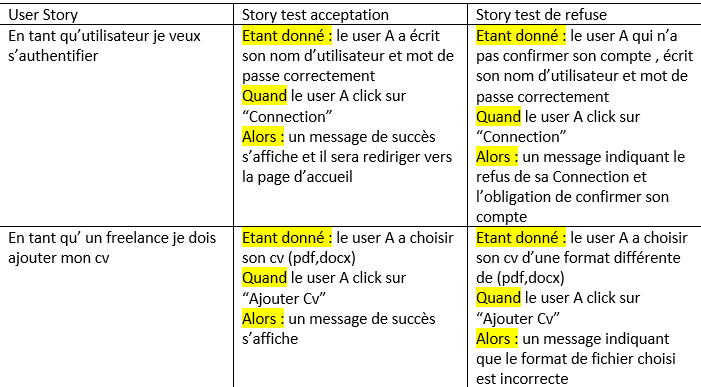 User Story
Story test acceptation
Story test de refuse
En tant qu’utilisateur je veux
s’authentifier
Etant donné : le user A a écrit
son nom d’utilisateur et mot de
passe correctement
Quand le user A click sur
“Connection”
Alors : un message de succès
s’affiche et il sera rediriger vers
la page d’accueil
Etant donné : le user A qui n’a
pas confirmer son compte , écrit
son nom d’utilisateur et mot de
passe correctement
Quand le user A click sur
“Connection”
Alors : un message indiquant le
refus de sa Connection et
l’obligation de confirmer son
compte
En tant qu’ un freelance je dois
ajouter mon cv
Etant donné : le user A a choisir
son cv (pdf,docx)
Quand le user A click sur
“Ajouter Cv”
Alors : un message de succès
s’affiche
Etant donné : le user A a choisir
son cv d’une format différente
de (pdf,docx)
Quand le user A click sur
“Ajouter Cv”
Alors : un message indiquant
que le format de fichier choisi
est incorrecte